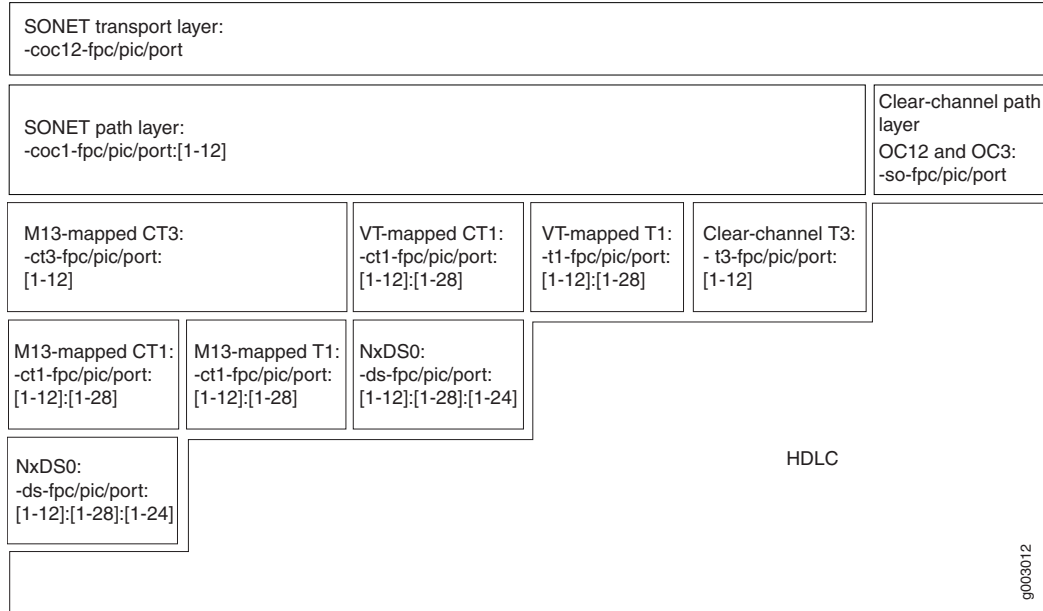 SONET transport layer:
-coc12-fpc/pic/port
SONET path layer:
-coc1-fpc/pic/port:[1-12]
Clear-channel path
layer
OC12 and OC3:
-so-fpc/pic/port
M13-mapped CT3:
-ct3-fpc/pic/port:
[1-12]
VT-mapped CT1:
-ct1-fpc/pic/port:
[1-12]:[1-28]
VT-mapped T1:
-t1-fpc/pic/port:
[1-12]:[1-28]
Clear-channel T3:
- t3-fpc/pic/port:
[1-12]
M13-mapped CT1:
-ct1-fpc/pic/port:
[1-12]:[1-28]
M13-mapped T1:
-ct1-fpc/pic/port:
[1-12]:[1-28]
NxDS0:
-ds-fpc/pic/port:
[1-12]:[1-28]:[1-24]
NxDS0:
-ds-fpc/pic/port:
[1-12]:[1-28]:[1-24]
HDLC
g003012